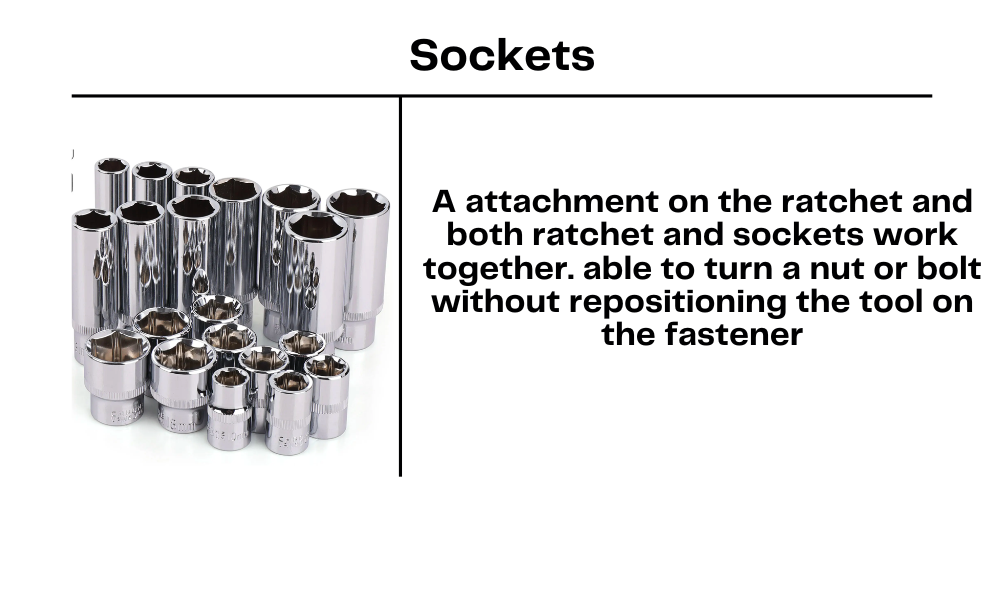 Sockets
A attachment on the ratchet and
both ratchet and sockets work
together. able to turn a nut or bolt
without repositioning the tool on
the fastener